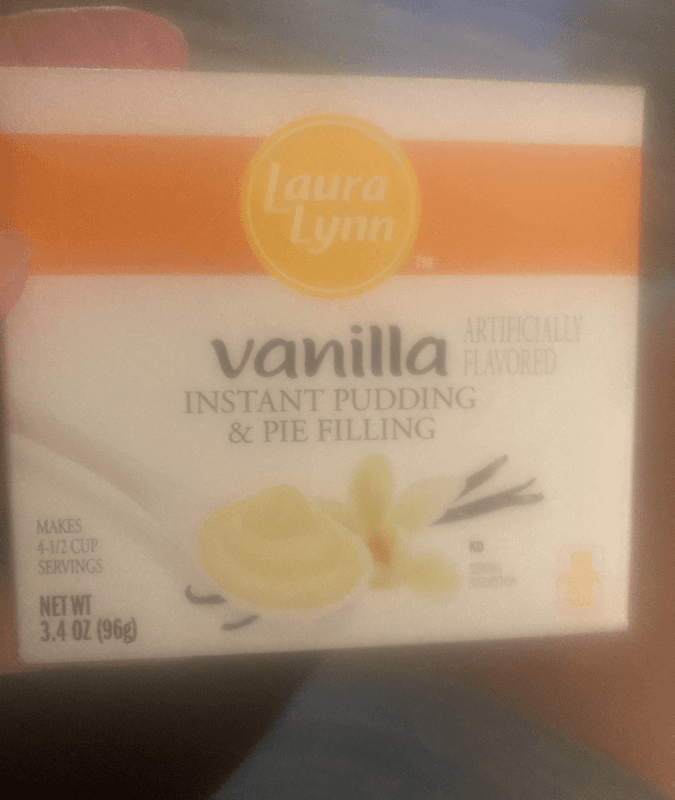 Laura
Lynn
TM
vanilla
ARTIFICIALLY
FLAVORED
INSTANT PUDDING
& PIE FILLING
MAKES
4-1/2 CUP
SERVINGS
NET WT
3.4 OZ (96g)
KD